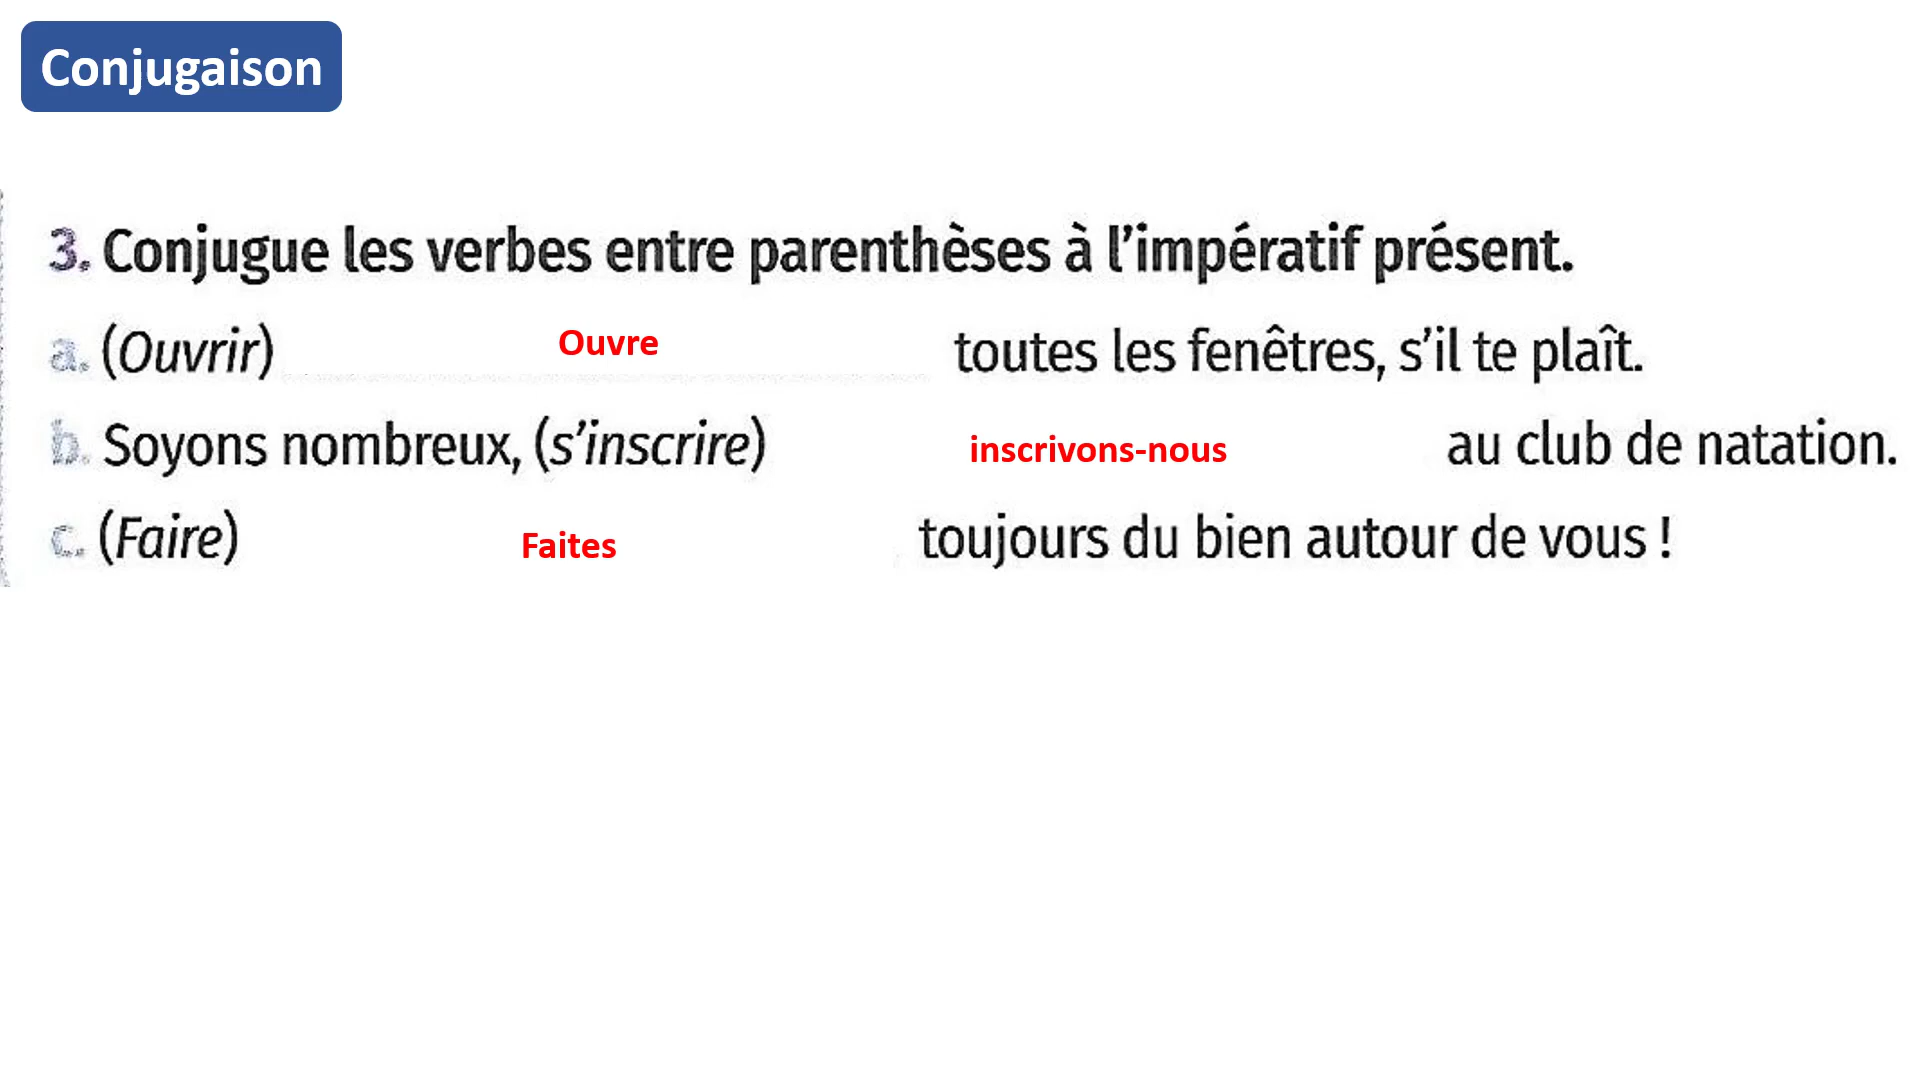 Conjugaison
3. Conjugue les verbes entre parenthèses à l'impératif présent.
a. (Ouvrir) Ouvre toutes les fenêtres, s'il te plaît.
b. Soyons nombreux, (s'inscrire) inscrivons-nous au club de natation.
c. (Faire) Faites toujours du bien autour de vous !